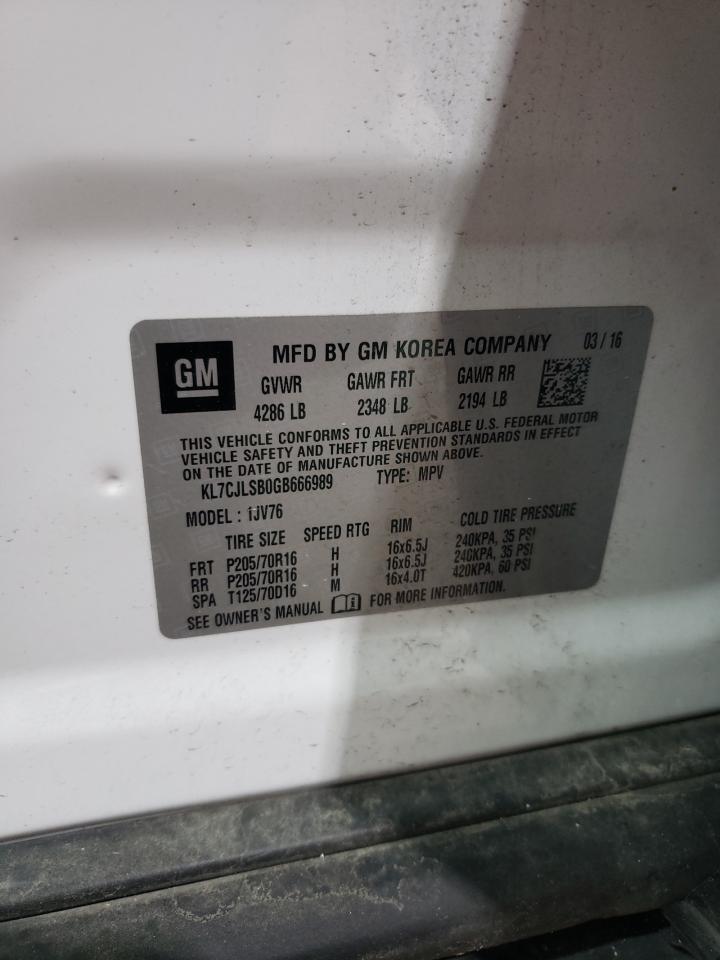 GM
MFD BY GM KOREA COMPANY 03 / 16
GVWR GAWR FRT GAWR RR
4286 LB 2348 LB 2194 LB
THIS VEHICLE CONFORMS TO ALL APPLICABLE U.S. FEDERAL MOTOR
VEHICLE SAFETY AND THEFT PREVENTION STANDARDS IN EFFECT
ON THE DATE OF MANUFACTURE SHOWN ABOVE.
KL7CJLSB0GB666989 TYPE: MPV
MODEL : 1JV76
TIRE SIZE SPEED RTG RIM COLD TIRE PRESSURE
FRT P205/70R16 H 16x6.5J 240KPA, 35 PSI
RR P205/70R16 H 16x6.5J 240KPA, 35 PSI
SPA T125/70D16 M 16x4.0T 420KPA, 60 PSI
SEE OWNER'S MANUAL FOR MORE INFORMATION.